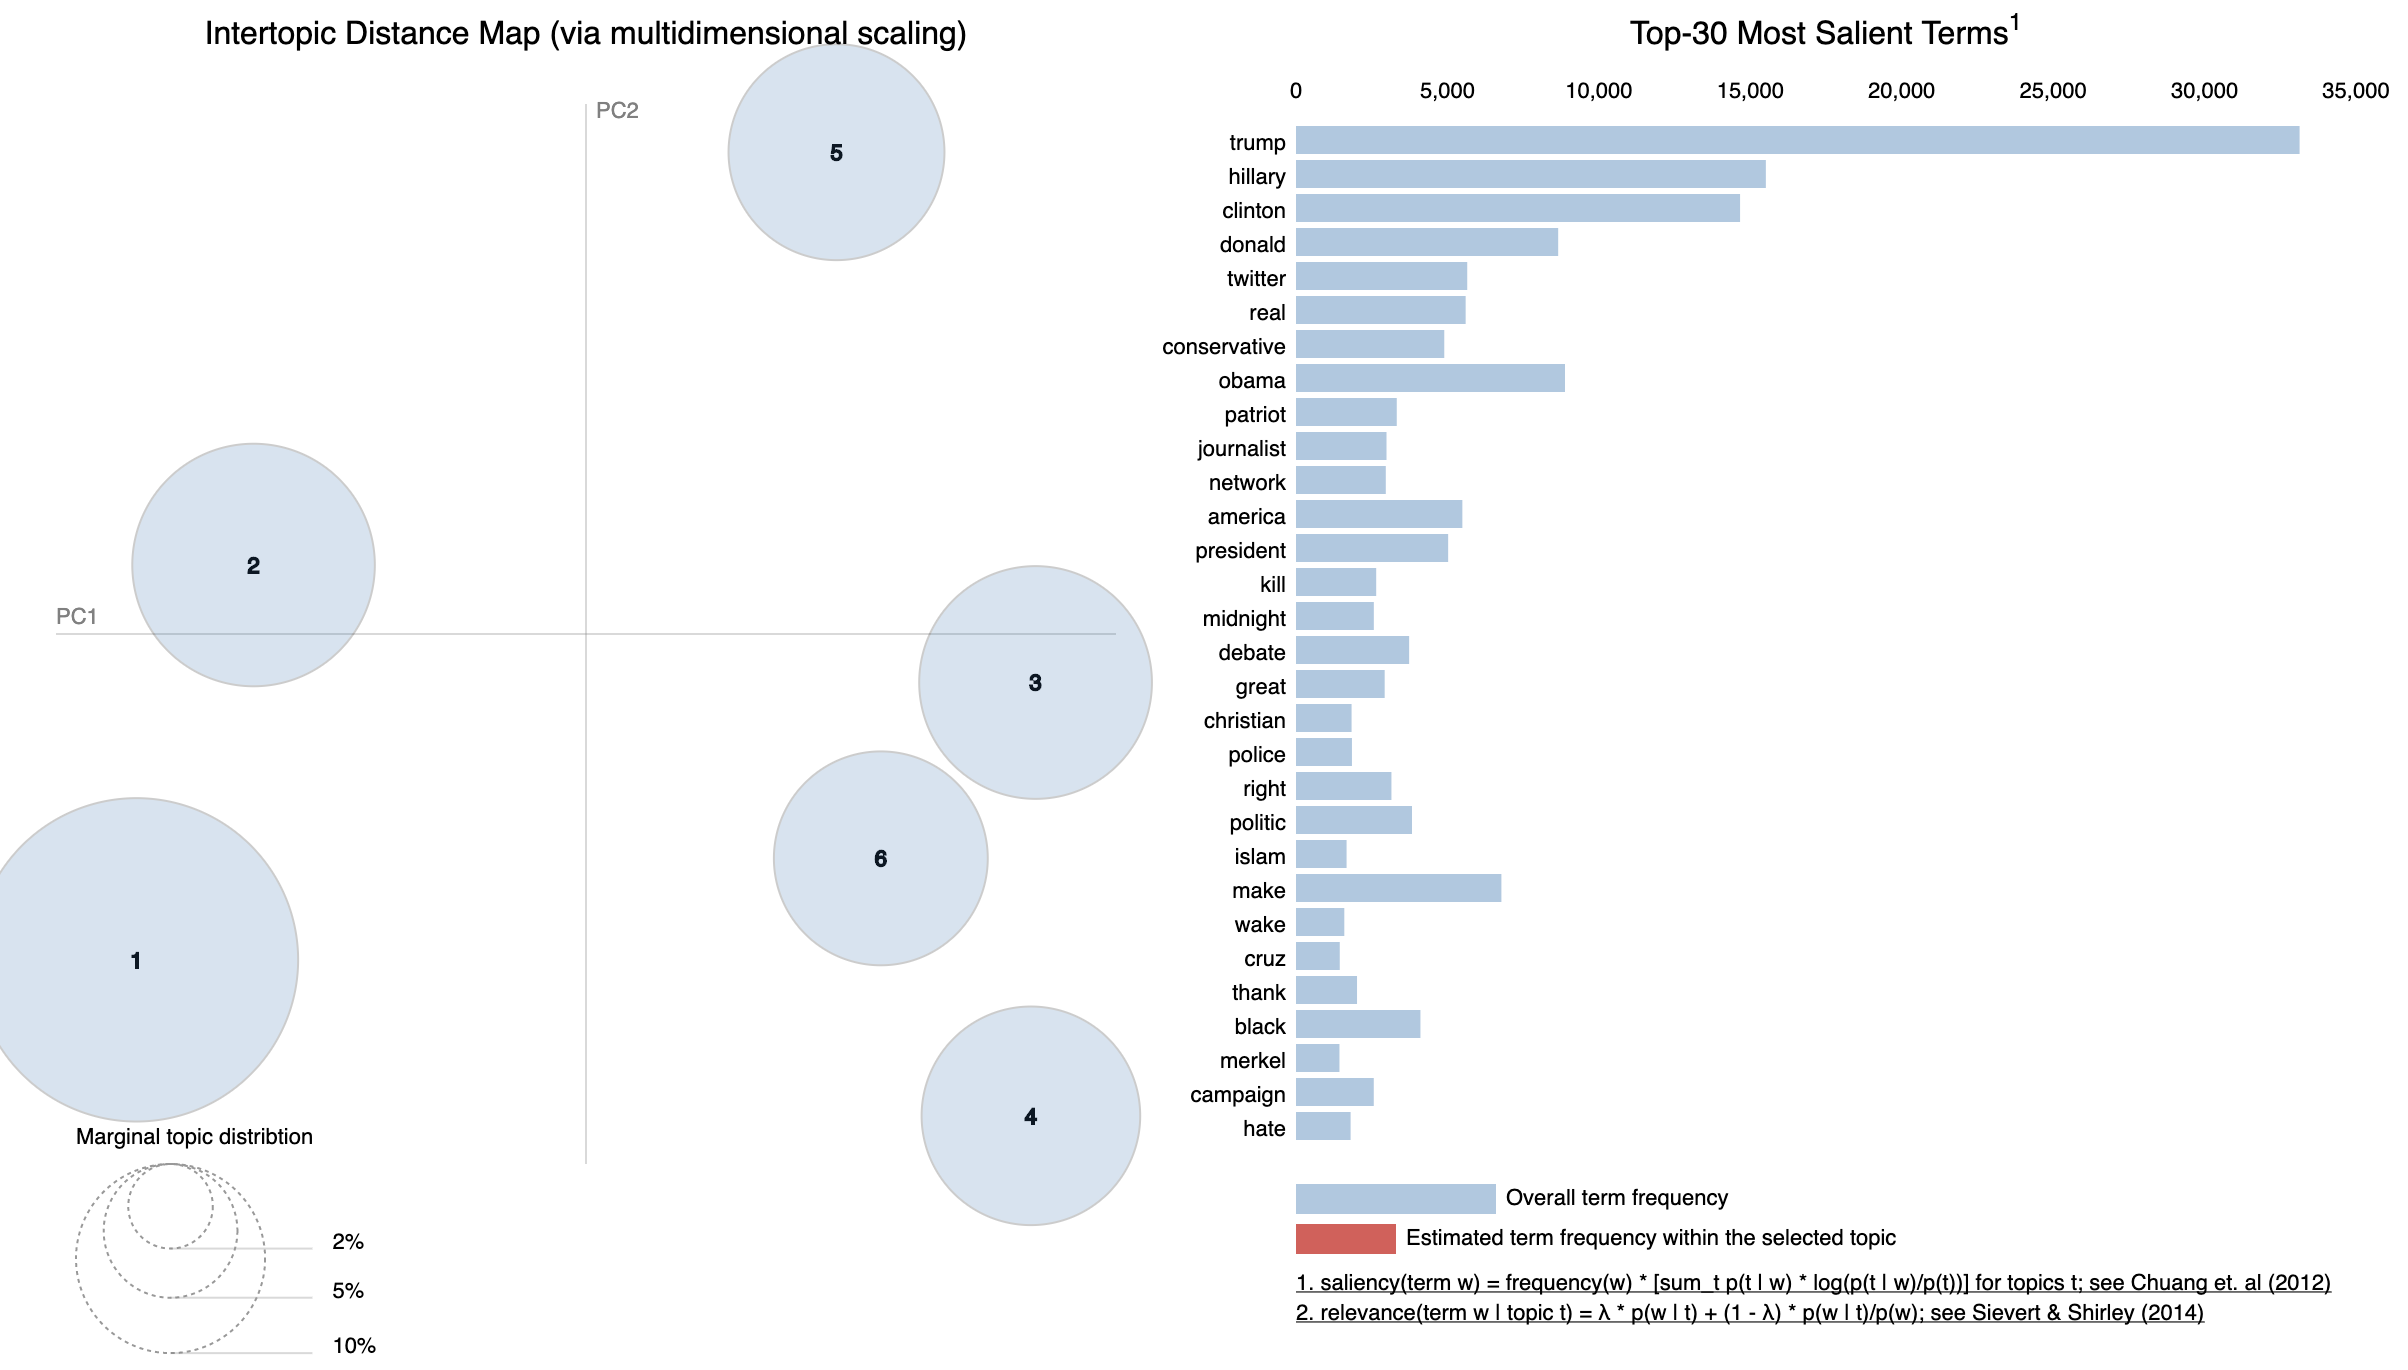 Intertopic Distance Map (via multidimensional scaling)
PC2
PC1
5
2
3
6
1
4
Marginal topic distribtion
2%
5%
10%
Top-30 Most Salient Terms1
0 5,000 10,000 15,000 20,000 25,000 30,000 35,000
trump
hillary
clinton
donald
twitter
real
conservative
obama
patriot
journalist
network
america
president
kill
midnight
debate
great
christian
police
right
politic
islam
make
wake
cruz
thank
black
merkel
campaign
hate
Overall term frequency
Estimated term frequency within the selected topic
1. saliency(term w) = frequency(w) * [sum_t p(t | w) * log(p(t | w)/p(t))] for topics t; see Chuang et. al (2012)
2. relevance(term w | topic t) = λ * p(w | t) + (1 - λ) * p(w | t)/p(w); see Sievert & Shirley (2014)